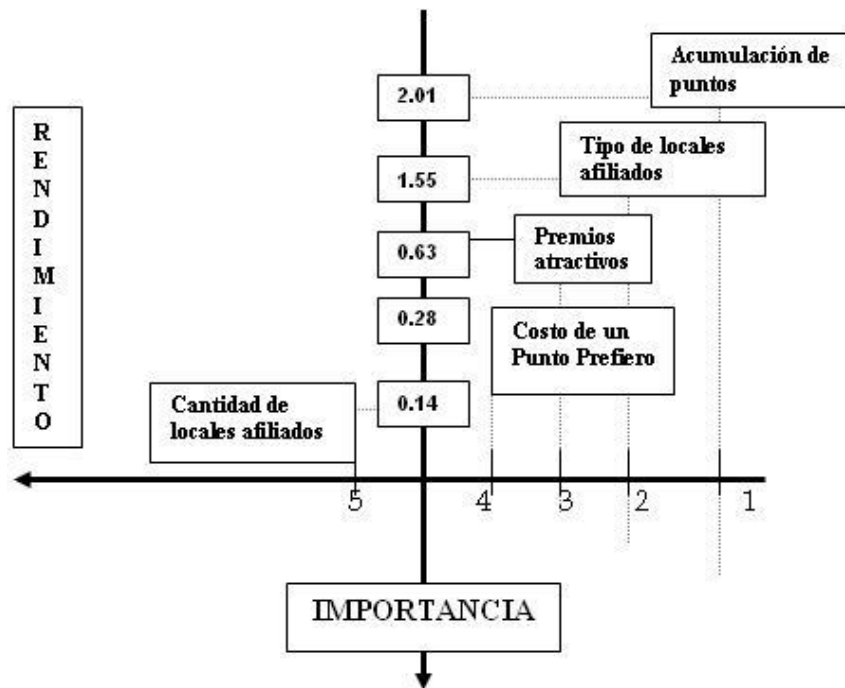 Acumulación de
puntos
2.01
Tipo de locales
afiliados
1.55
Premios
atractivos
0.63
Costo de un
Punto Prefiero
0.28
Cantidad de
locales afiliados
0.14
RENDIMIENTO
5 4 3 2 1
IMPORTANCIA